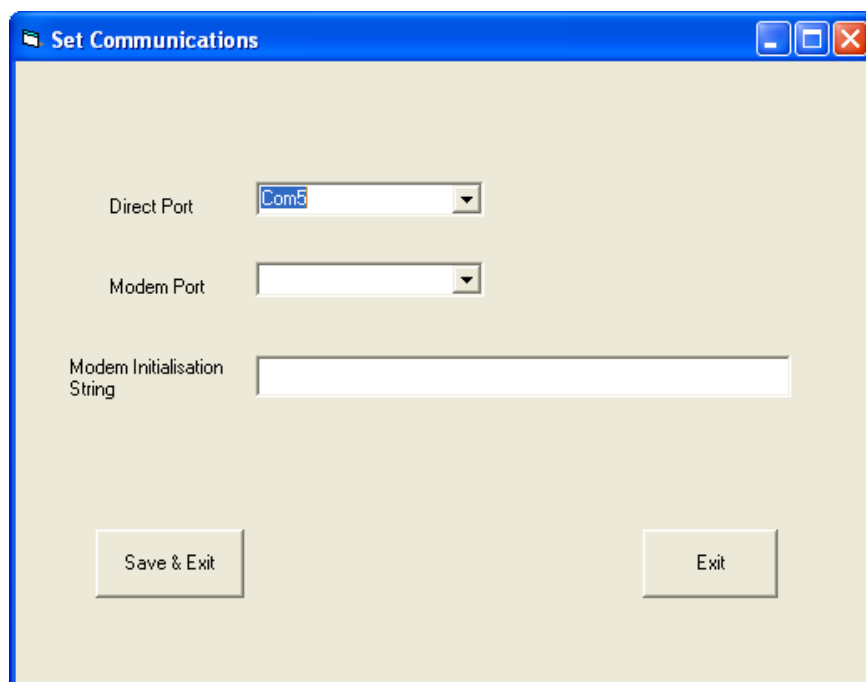 Set Communications
Direct Port
Com5
Modem Port
Modem Initialisation
String
Save & Exit
Exit